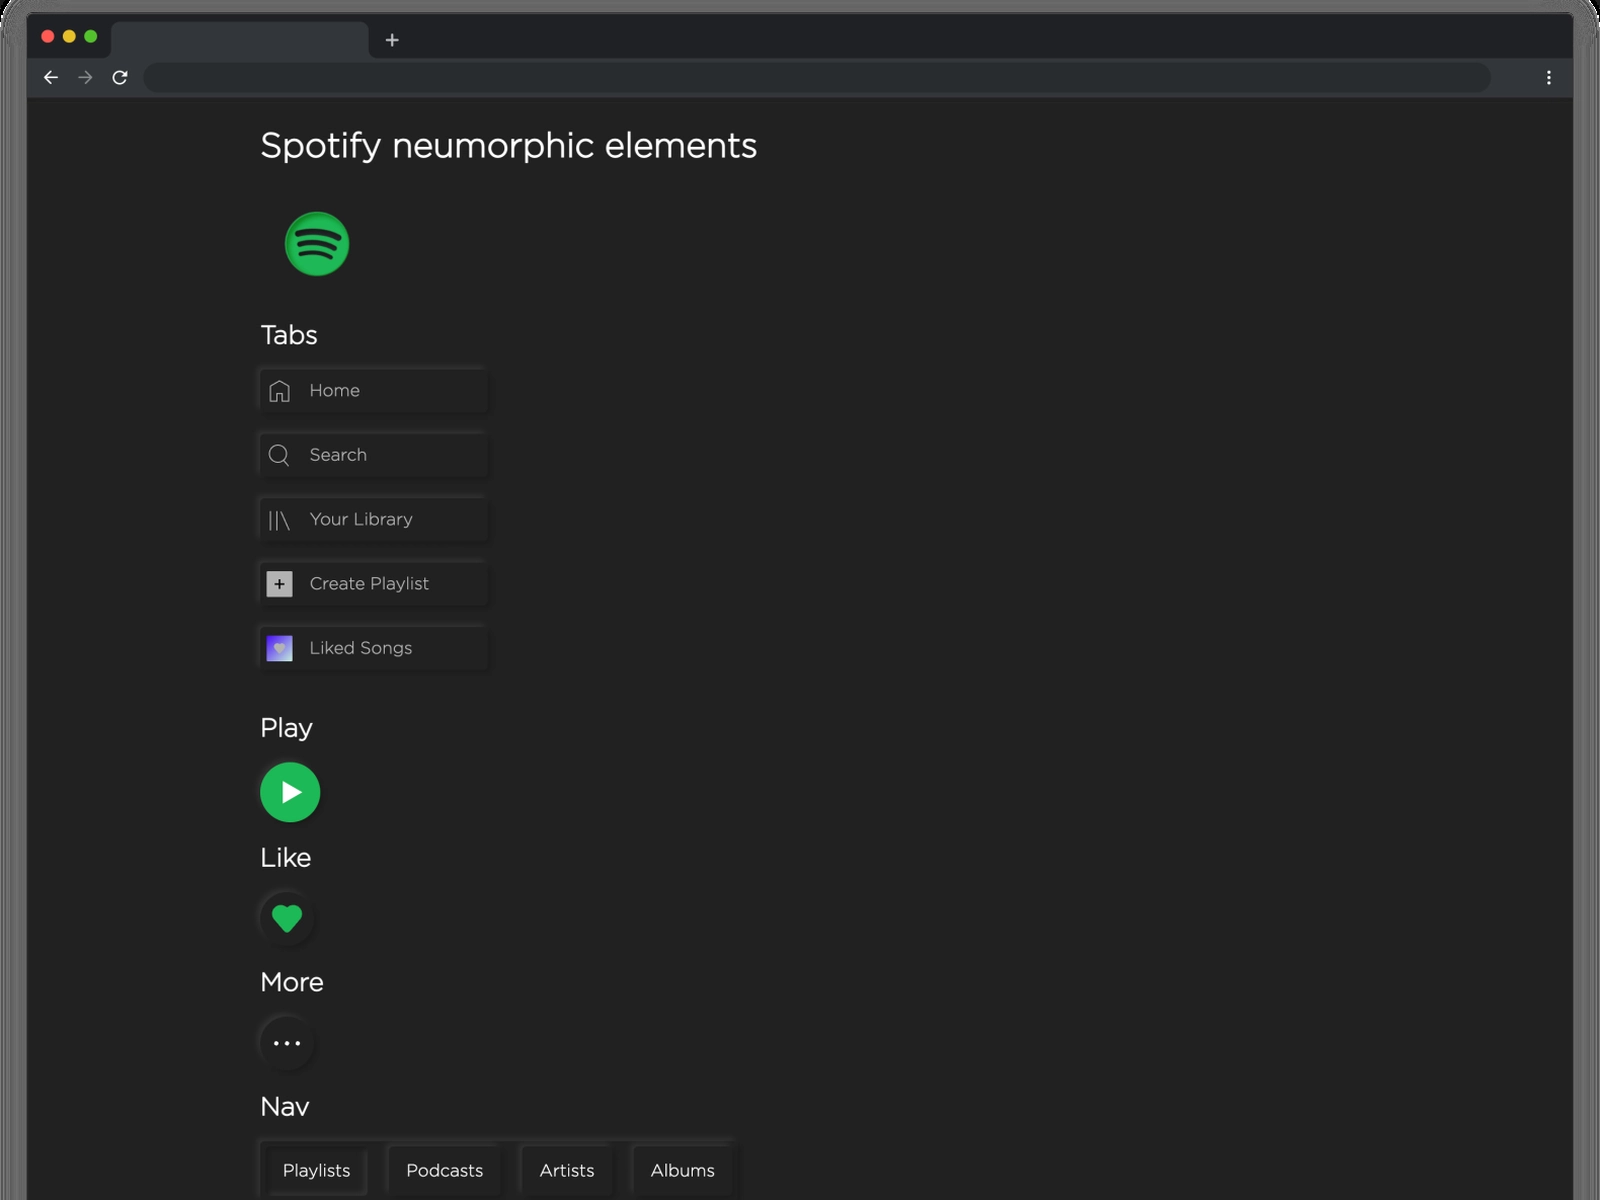 Spotify neumorphic elements
Tabs
Home
Search
Your Library
Create Playlist
Liked Songs
Play
Like
More
Nav
Playlists Podcasts Artists Albums